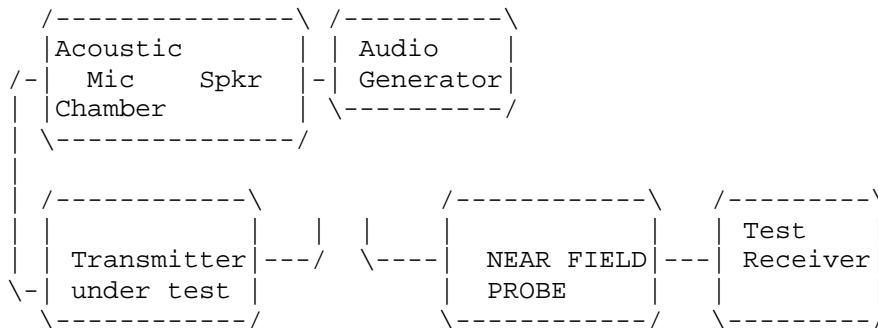 Acoustic
Mic Spkr
Chamber
Audio
Generator
Transmitter
under test
NEAR FIELD
PROBE
Test
Receiver